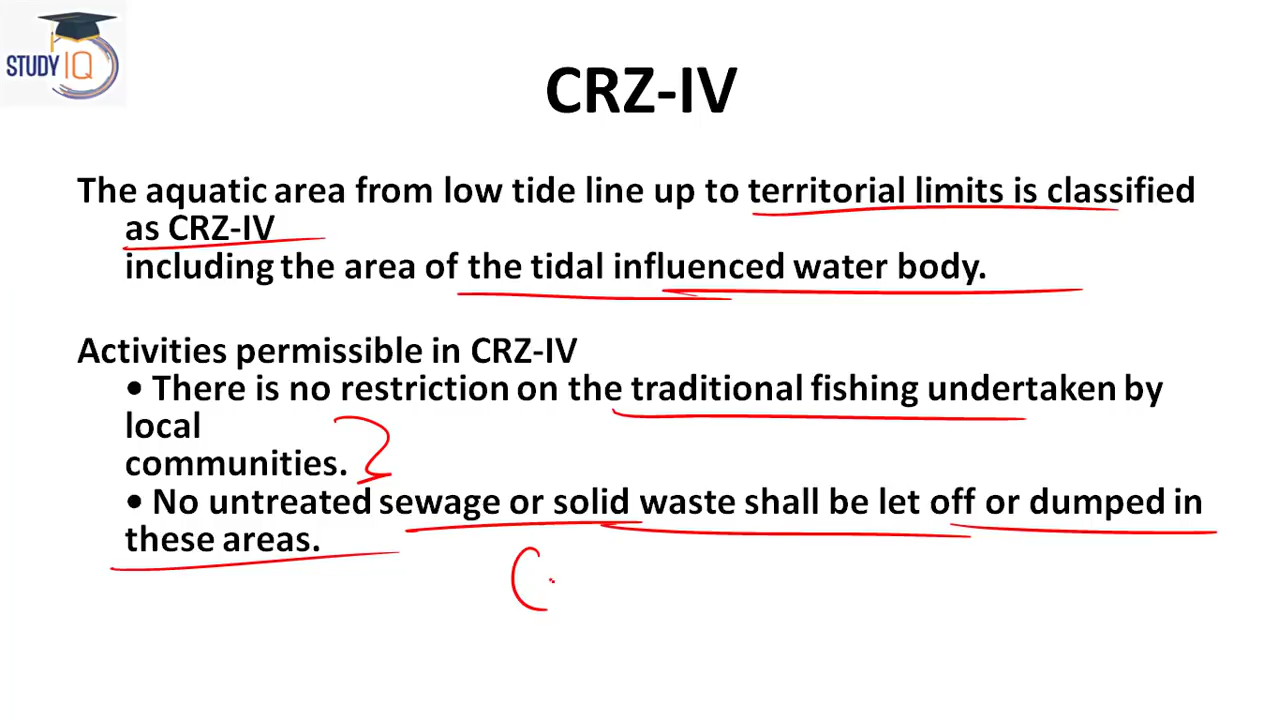 STUDY IQ
CRZ-IV
The aquatic area from low tide line up to territorial limits is classified
as CRZ-IV
including the area of the tidal influenced water body.
Activities permissible in CRZ-IV
• There is no restriction on the traditional fishing undertaken by
local
communities.
• No untreated sewage or solid waste shall be let off or dumped in
these areas.